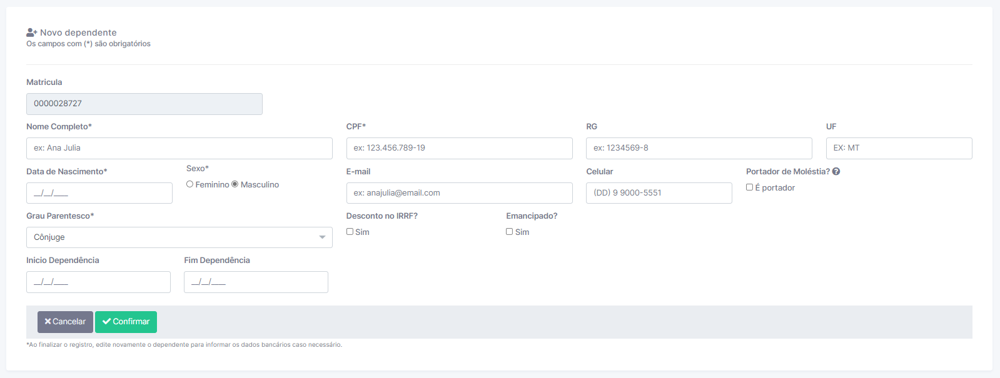 Novo dependente
Os campos com (*) são obrigatórios
Matricula
0000028727
Nome Completo* CPF* RG UF
ex: Ana Julia ex: 123.456.789-19 ex: 1234569-8 EX: MT
Data de Nascimento* Sexo* E-mail Celular Portador de Moléstia?
__/__/____ Feminino Masculino ex: anajulia@email.com (DD) 9 9000-5551 É portador
Grau Parentesco* Desconto no IRRF? Emancipado?
Cônjuge Sim Sim
Inicio Dependência Fim Dependência
__/__/____ __/__/____
Cancelar Confirmar
*Ao finalizar o registro, edite novamente o dependente para informar os dados bancários caso necessário.